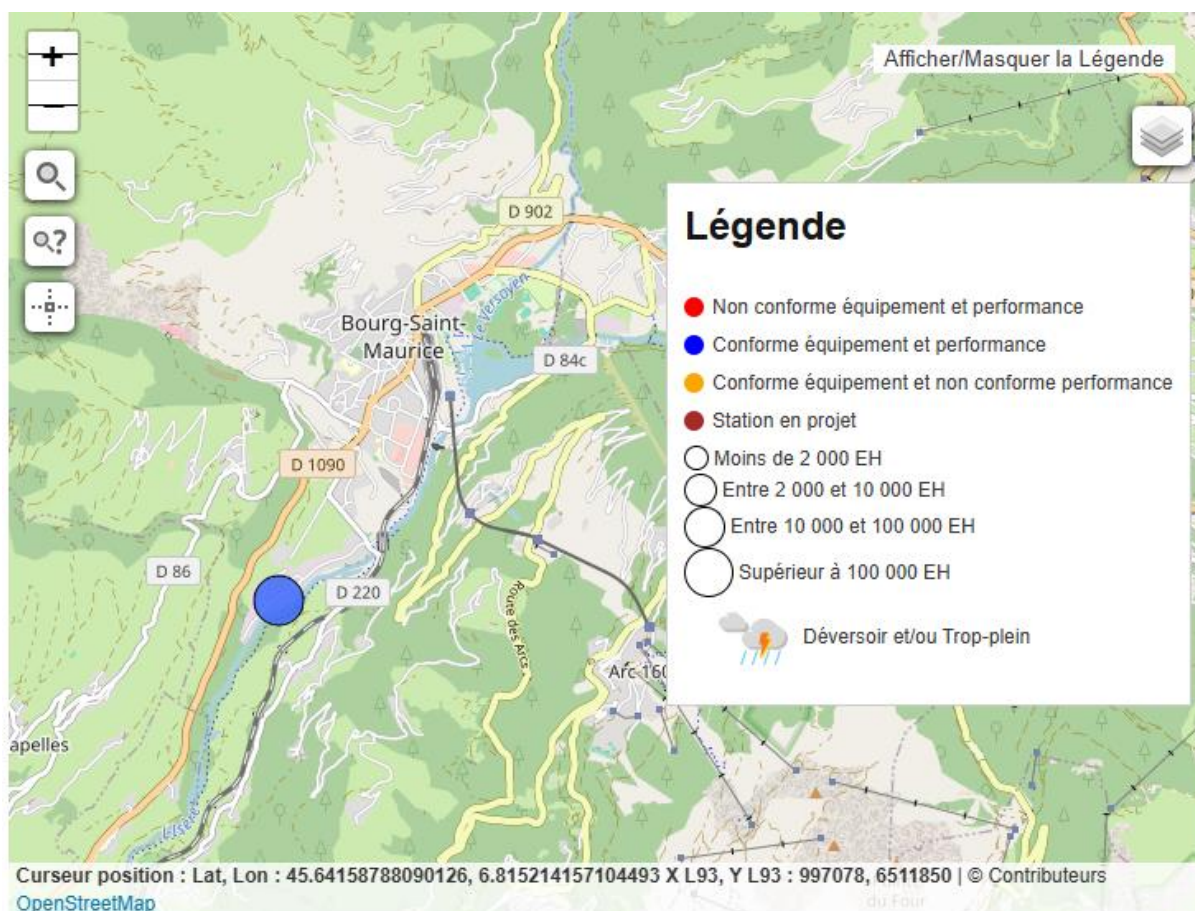 +
Afficher/Masquer la Légende
−
?
D 902
Légende
Le Versoyen
Non conforme équipement et performance
Bourg-Saint-
Maurice
Conforme équipement et performance
D 84c
Conforme équipement et non conforme performance
Station en projet
Moins de 2 000 EH
D 1090
Entre 2 000 et 10 000 EH
Entre 10 000 et 100 000 EH
D 86
Supérieur à 100 000 EH
D 220
Route des Arcs
Déversoir et/ou Trop-plein
Arc 160
apelles
L'Isère
Curseur position : Lat, Lon : 45.64158788090126, 6.815214157104493 X L93, Y L93 : 997078, 6511850 | © Contributeurs
OpenStreetMap
du Four